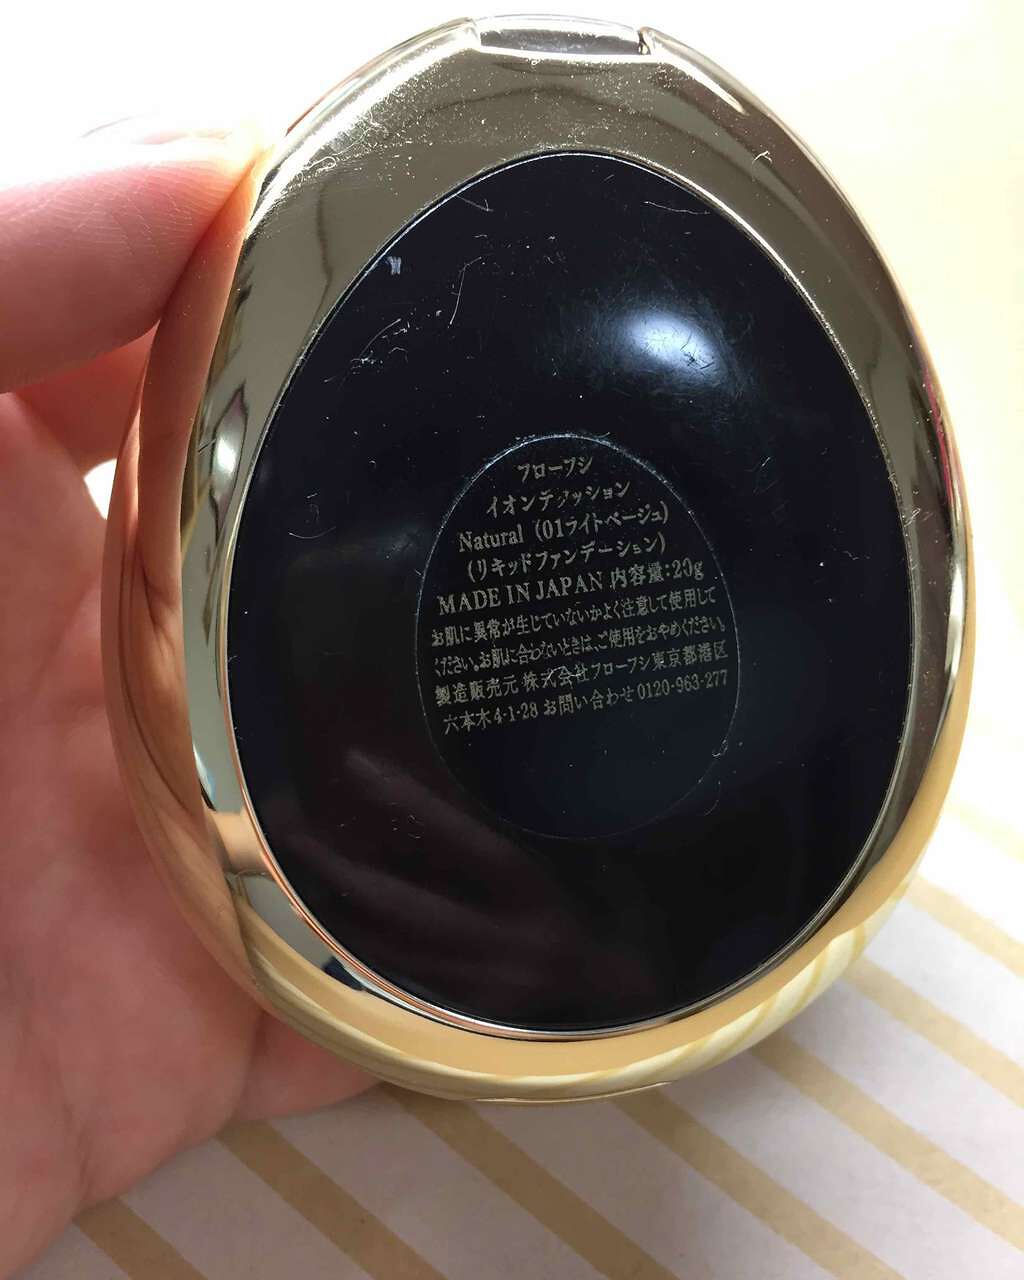 フローフシ
イオンデクッション
Natural (01ライトベージュ)
(リキッドファンデーション)
MADE IN JAPAN 内容量:20g
お肌に異常が生じていないかよく注意して使用して
ください。お肌に合わないときは、ご使用をおやめください。
製造販売元 株式会社フローフシ 東京都港区
六本木4-1-28 お問い合わせ 0120-963-277